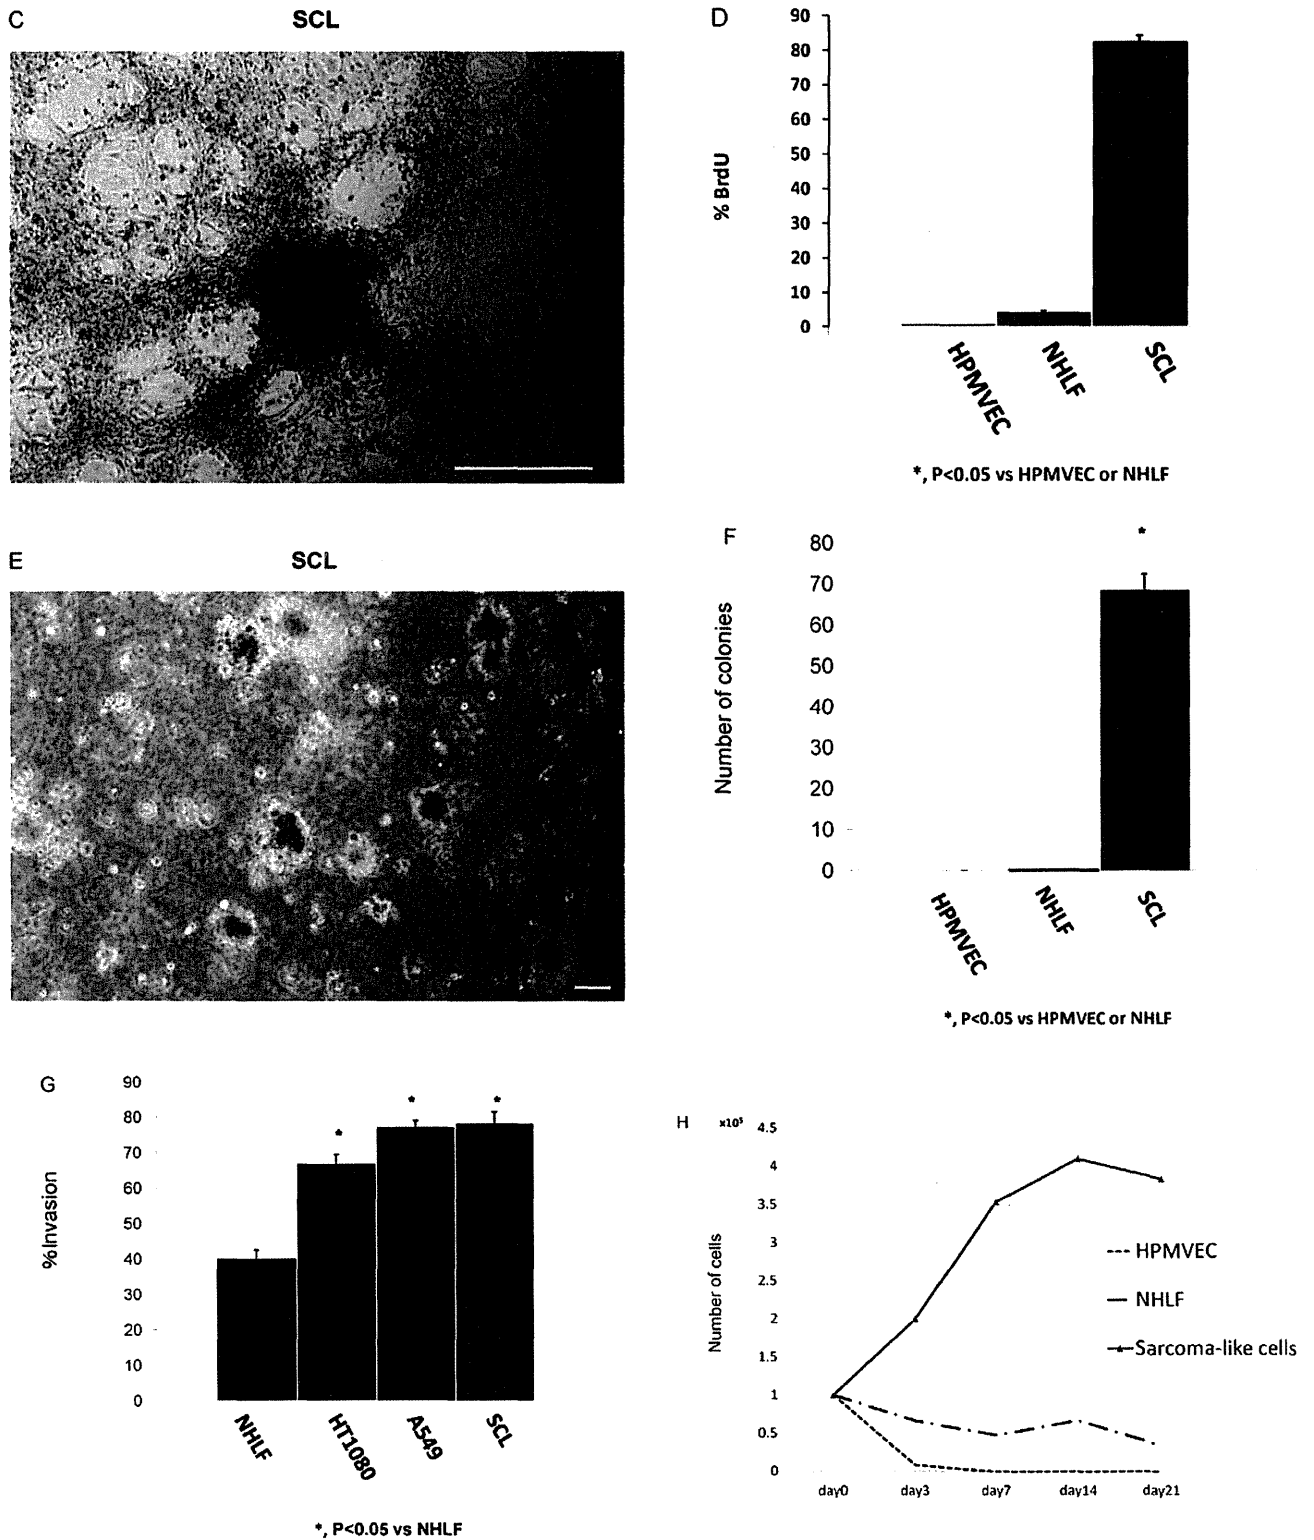 C
SCL
D
90
80
70
60
50
40
30
20
10
0
% BrdU
HPMVEC
NHLF
SCL
*, P<0.05 vs HPMVEC or NHLF
E
SCL
F
*
80
70
60
50
40
30
20
10
0
Number of colonies
HPMVEC
NHLF
SCL
*, P<0.05 vs HPMVEC or NHLF
G
90
80
70
60
50
40
30
20
10
0
%Invasion
* * *
NHLF
HT1080
A549
SCL
*, P<0.05 vs NHLF
H
x10⁵
4.5
4
3.5
3
2.5
2
1.5
1
0.5
0
Number of cells
HPMVEC
NHLF
Sarcoma-like cells
day0 day3 day7 day14 day21